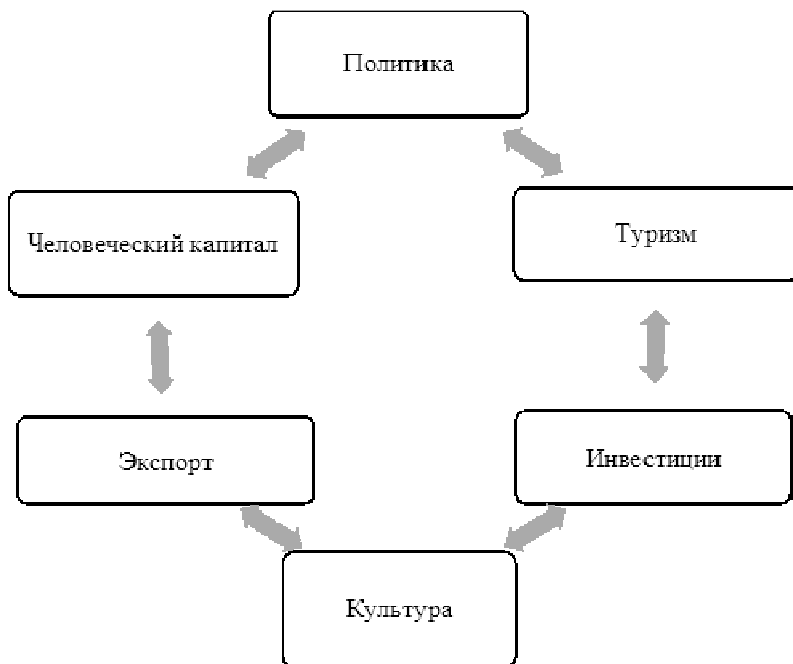 Политика
Человеческий капитал
Туризм
Экспорт
Инвестиции
Культура